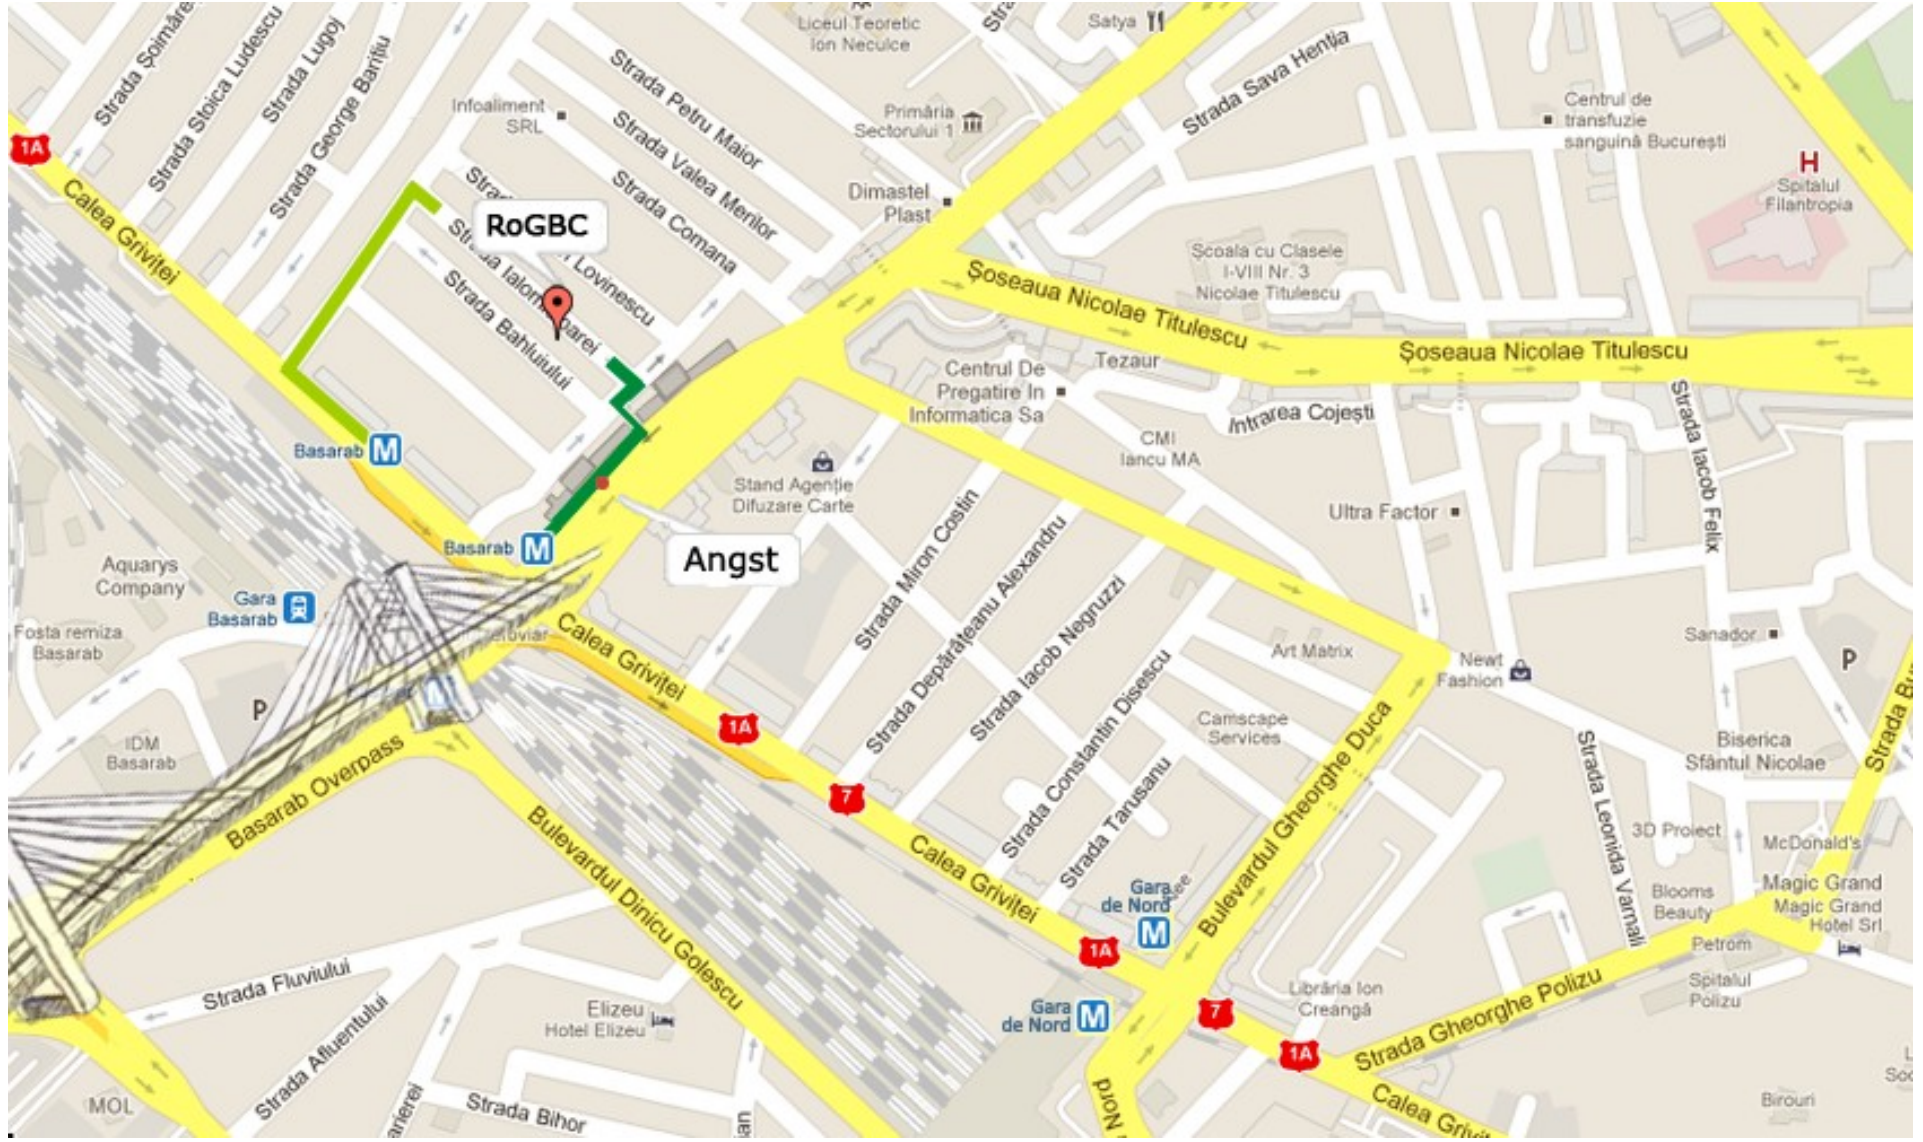 Strada Șoimăre
Strada Stoica Ludescu
Strada Lugoj
Strada George Barițiu
Liceul Teoretic
Ion Neculce
Stra
Satya
1A
Calea Griviței
Infoaliment
SRL
Strada Petru Maior
Strada Valea Merilor
Strada Comana
Primăria
Sectorului 1
Strada Sava Henția
Centrul de
transfuzie
sanguină București
H
Spitalul
Filantropia
Dimastel
Plast
RoGBC
Lovinescu
Strada Bahluiului
Școala cu Clasele
I-VIII Nr. 3
Nicolae Titulescu
Șoseaua Nicolae Titulescu
Șoseaua Nicolae Titulescu
Tezaur
Centrul De
Pregatire In
Informatica Sa
Intrarea Cojești
Strada Iacob Felix
CMI
Iancu MA
Basarab M
Stand Agenție
Difuzare Carte
Ultra Factor
Basarab M
Angst
Aquarys
Company
Gara
Basarab
Fosta remiza
Basarab
Strada Miron Costin
Strada Depărățeanu Alexandru
Strada Iacob Negruzzi
Strada Constantin Disescu
Strada Tarusanu
Calea Griviței
1A
7
Calea Griviței
1A
Art Matrix
Newt
Fashion
Sanador
P
Camscape
Services
Bulevardul Gheorghe Duca
Biserica
Sfântul Nicolae
Strada Bu
Strada Leonida Varnali
3D Proiect
McDonald's
Magic Grand
Magic Grand
Hotel Srl
Blooms
Beauty
Petrom
Spitalul
Polizu
P
IDM
Basarab
Basarab Overpass
Bulevardul Dinicu Golescu
Gara
de Nord
M
Gara
de Nord M
7
1A
Librăria Ion
Creangă
Strada Gheorghe Polizu
Calea Griviț
Birouri
Strada Fluviului
Strada Afluentului
Elizeu
Hotel Elizeu
Strada Bihor
MOL
Nord